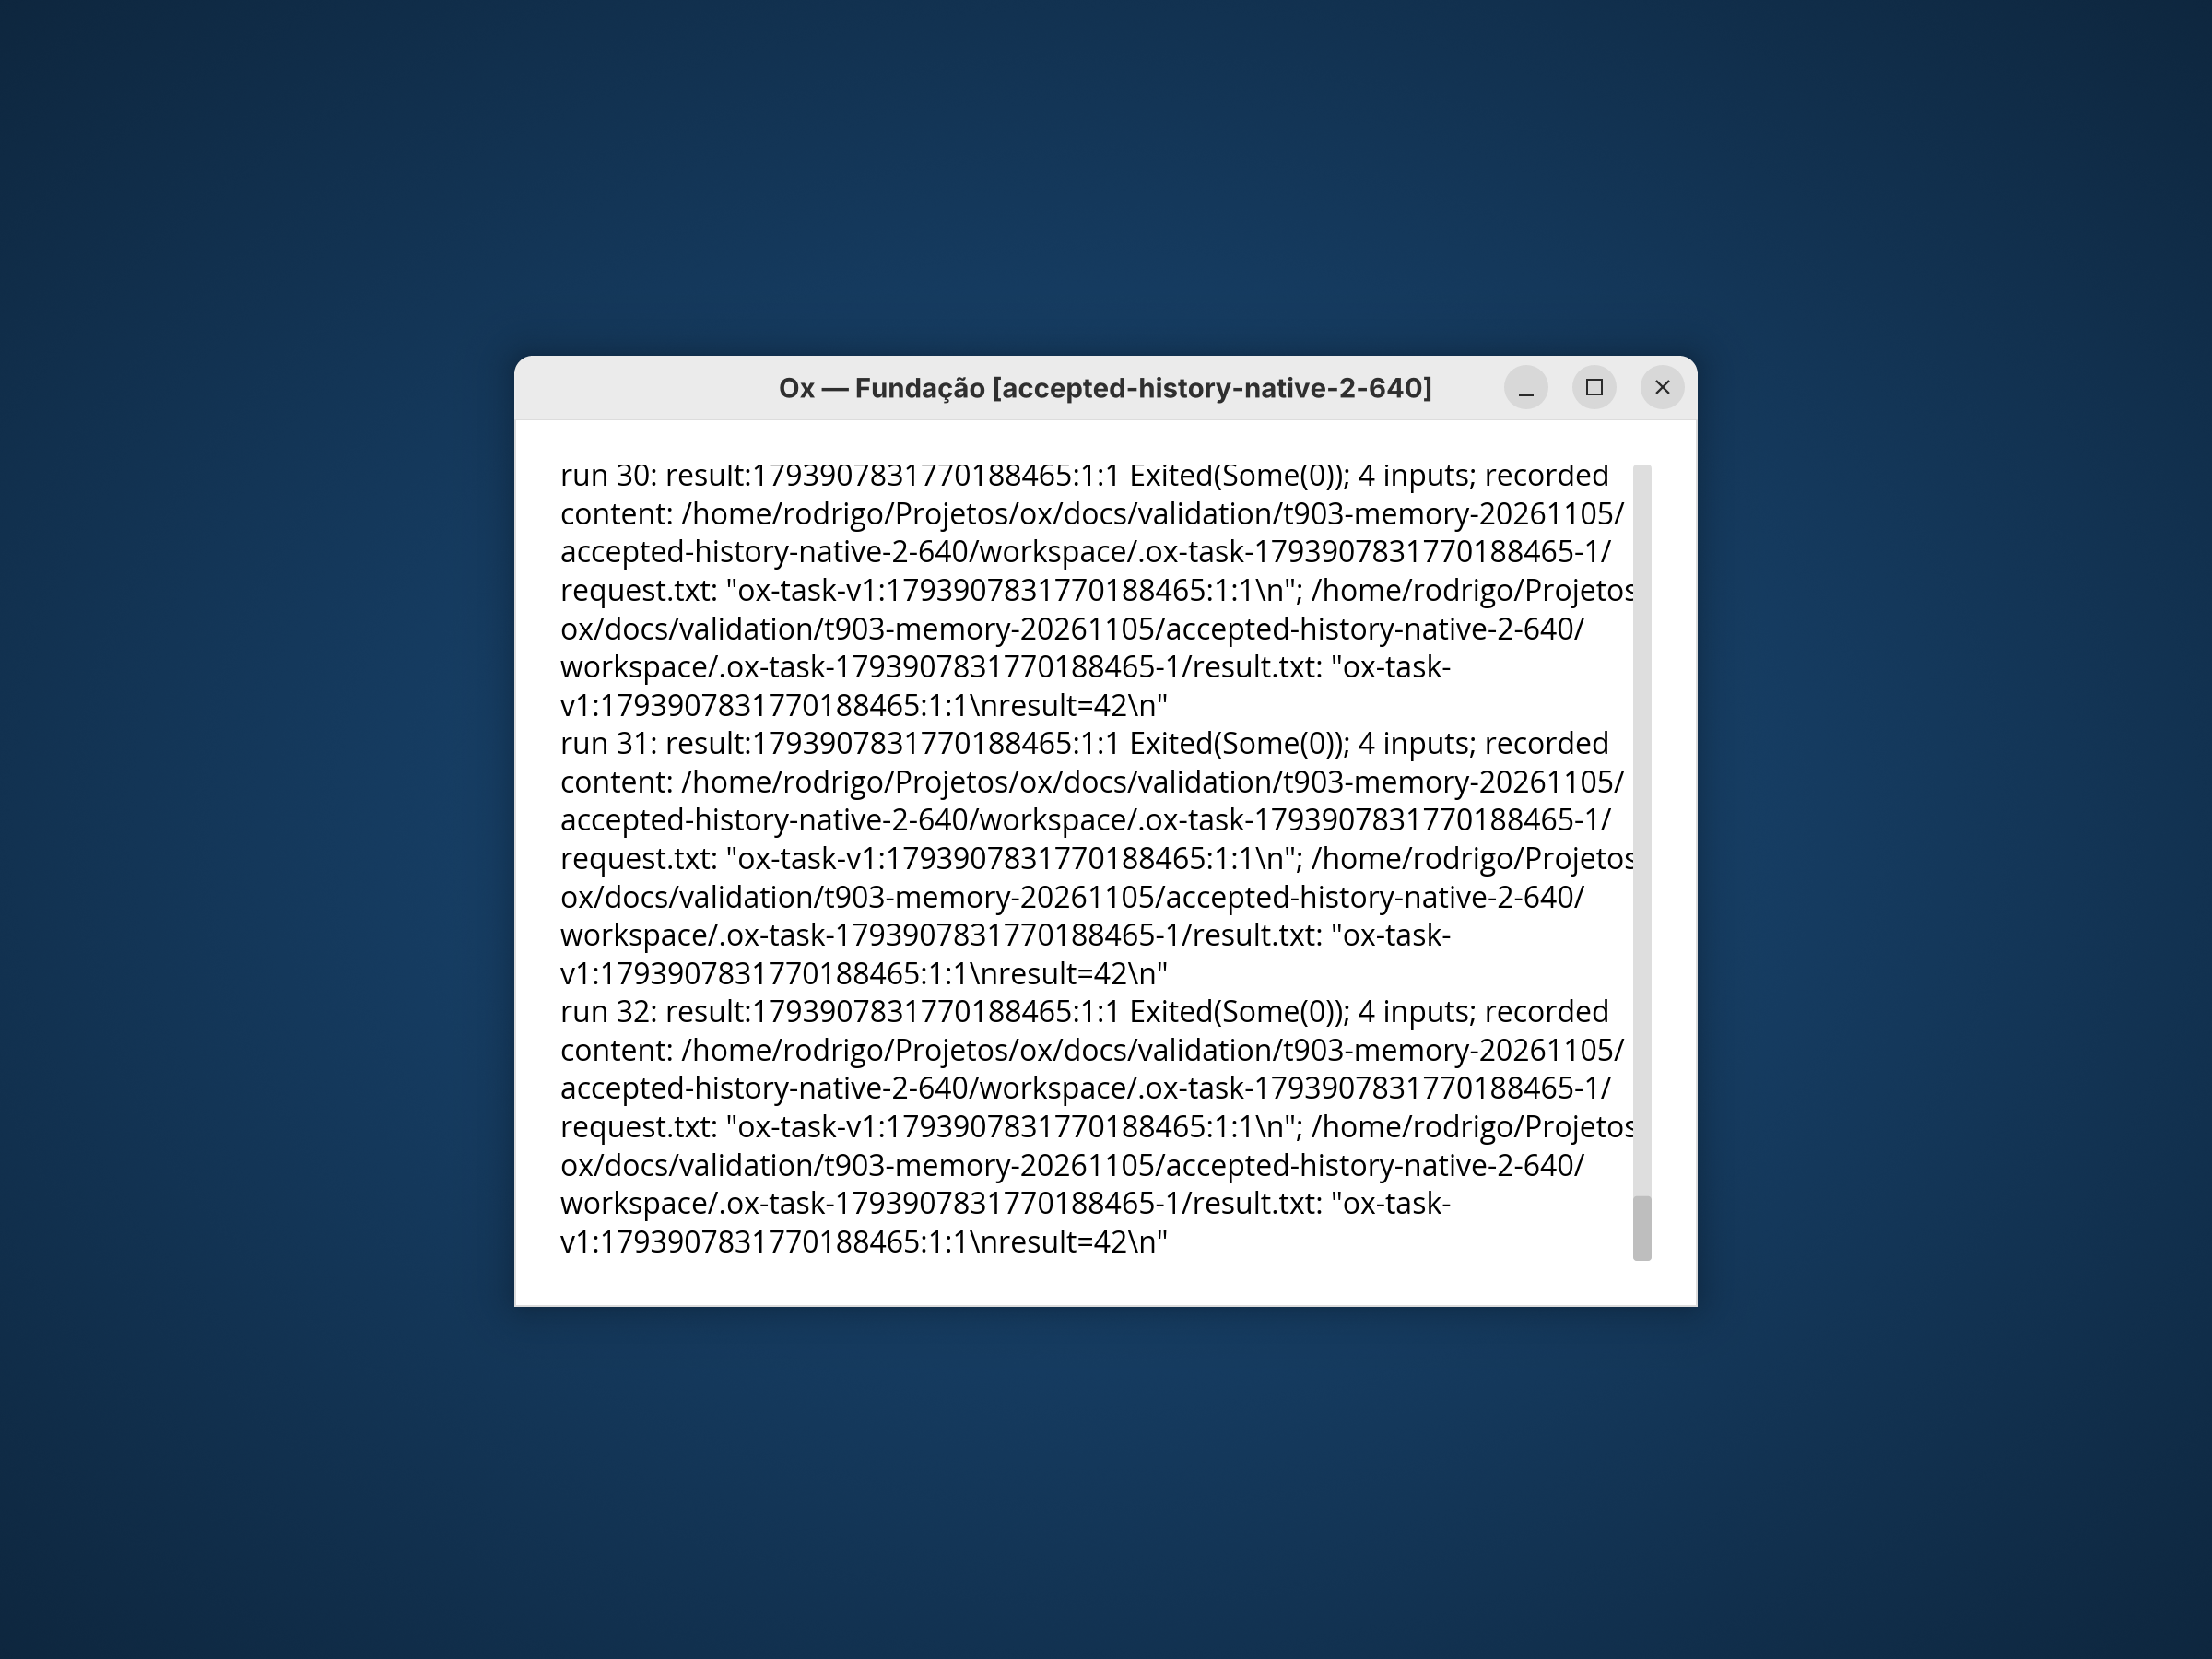 Ox — Fundação [accepted-history-native-2-640]
run 30: result:1793907831770188465:1:1 Exited(Some(0)); 4 inputs; recorded
content: /home/rodrigo/Projetos/ox/docs/validation/t903-memory-20261105/
accepted-history-native-2-640/workspace/.ox-task-1793907831770188465-1/
request.txt: "ox-task-v1:1793907831770188465:1:1\n"; /home/rodrigo/Projetos
ox/docs/validation/t903-memory-20261105/accepted-history-native-2-640/
workspace/.ox-task-1793907831770188465-1/result.txt: "ox-task-
v1:1793907831770188465:1:1\nresult=42\n"
run 31: result:1793907831770188465:1:1 Exited(Some(0)); 4 inputs; recorded
content: /home/rodrigo/Projetos/ox/docs/validation/t903-memory-20261105/
accepted-history-native-2-640/workspace/.ox-task-1793907831770188465-1/
request.txt: "ox-task-v1:1793907831770188465:1:1\n"; /home/rodrigo/Projetos
ox/docs/validation/t903-memory-20261105/accepted-history-native-2-640/
workspace/.ox-task-1793907831770188465-1/result.txt: "ox-task-
v1:1793907831770188465:1:1\nresult=42\n"
run 32: result:1793907831770188465:1:1 Exited(Some(0)); 4 inputs; recorded
content: /home/rodrigo/Projetos/ox/docs/validation/t903-memory-20261105/
accepted-history-native-2-640/workspace/.ox-task-1793907831770188465-1/
request.txt: "ox-task-v1:1793907831770188465:1:1\n"; /home/rodrigo/Projetos
ox/docs/validation/t903-memory-20261105/accepted-history-native-2-640/
workspace/.ox-task-1793907831770188465-1/result.txt: "ox-task-
v1:1793907831770188465:1:1\nresult=42\n"